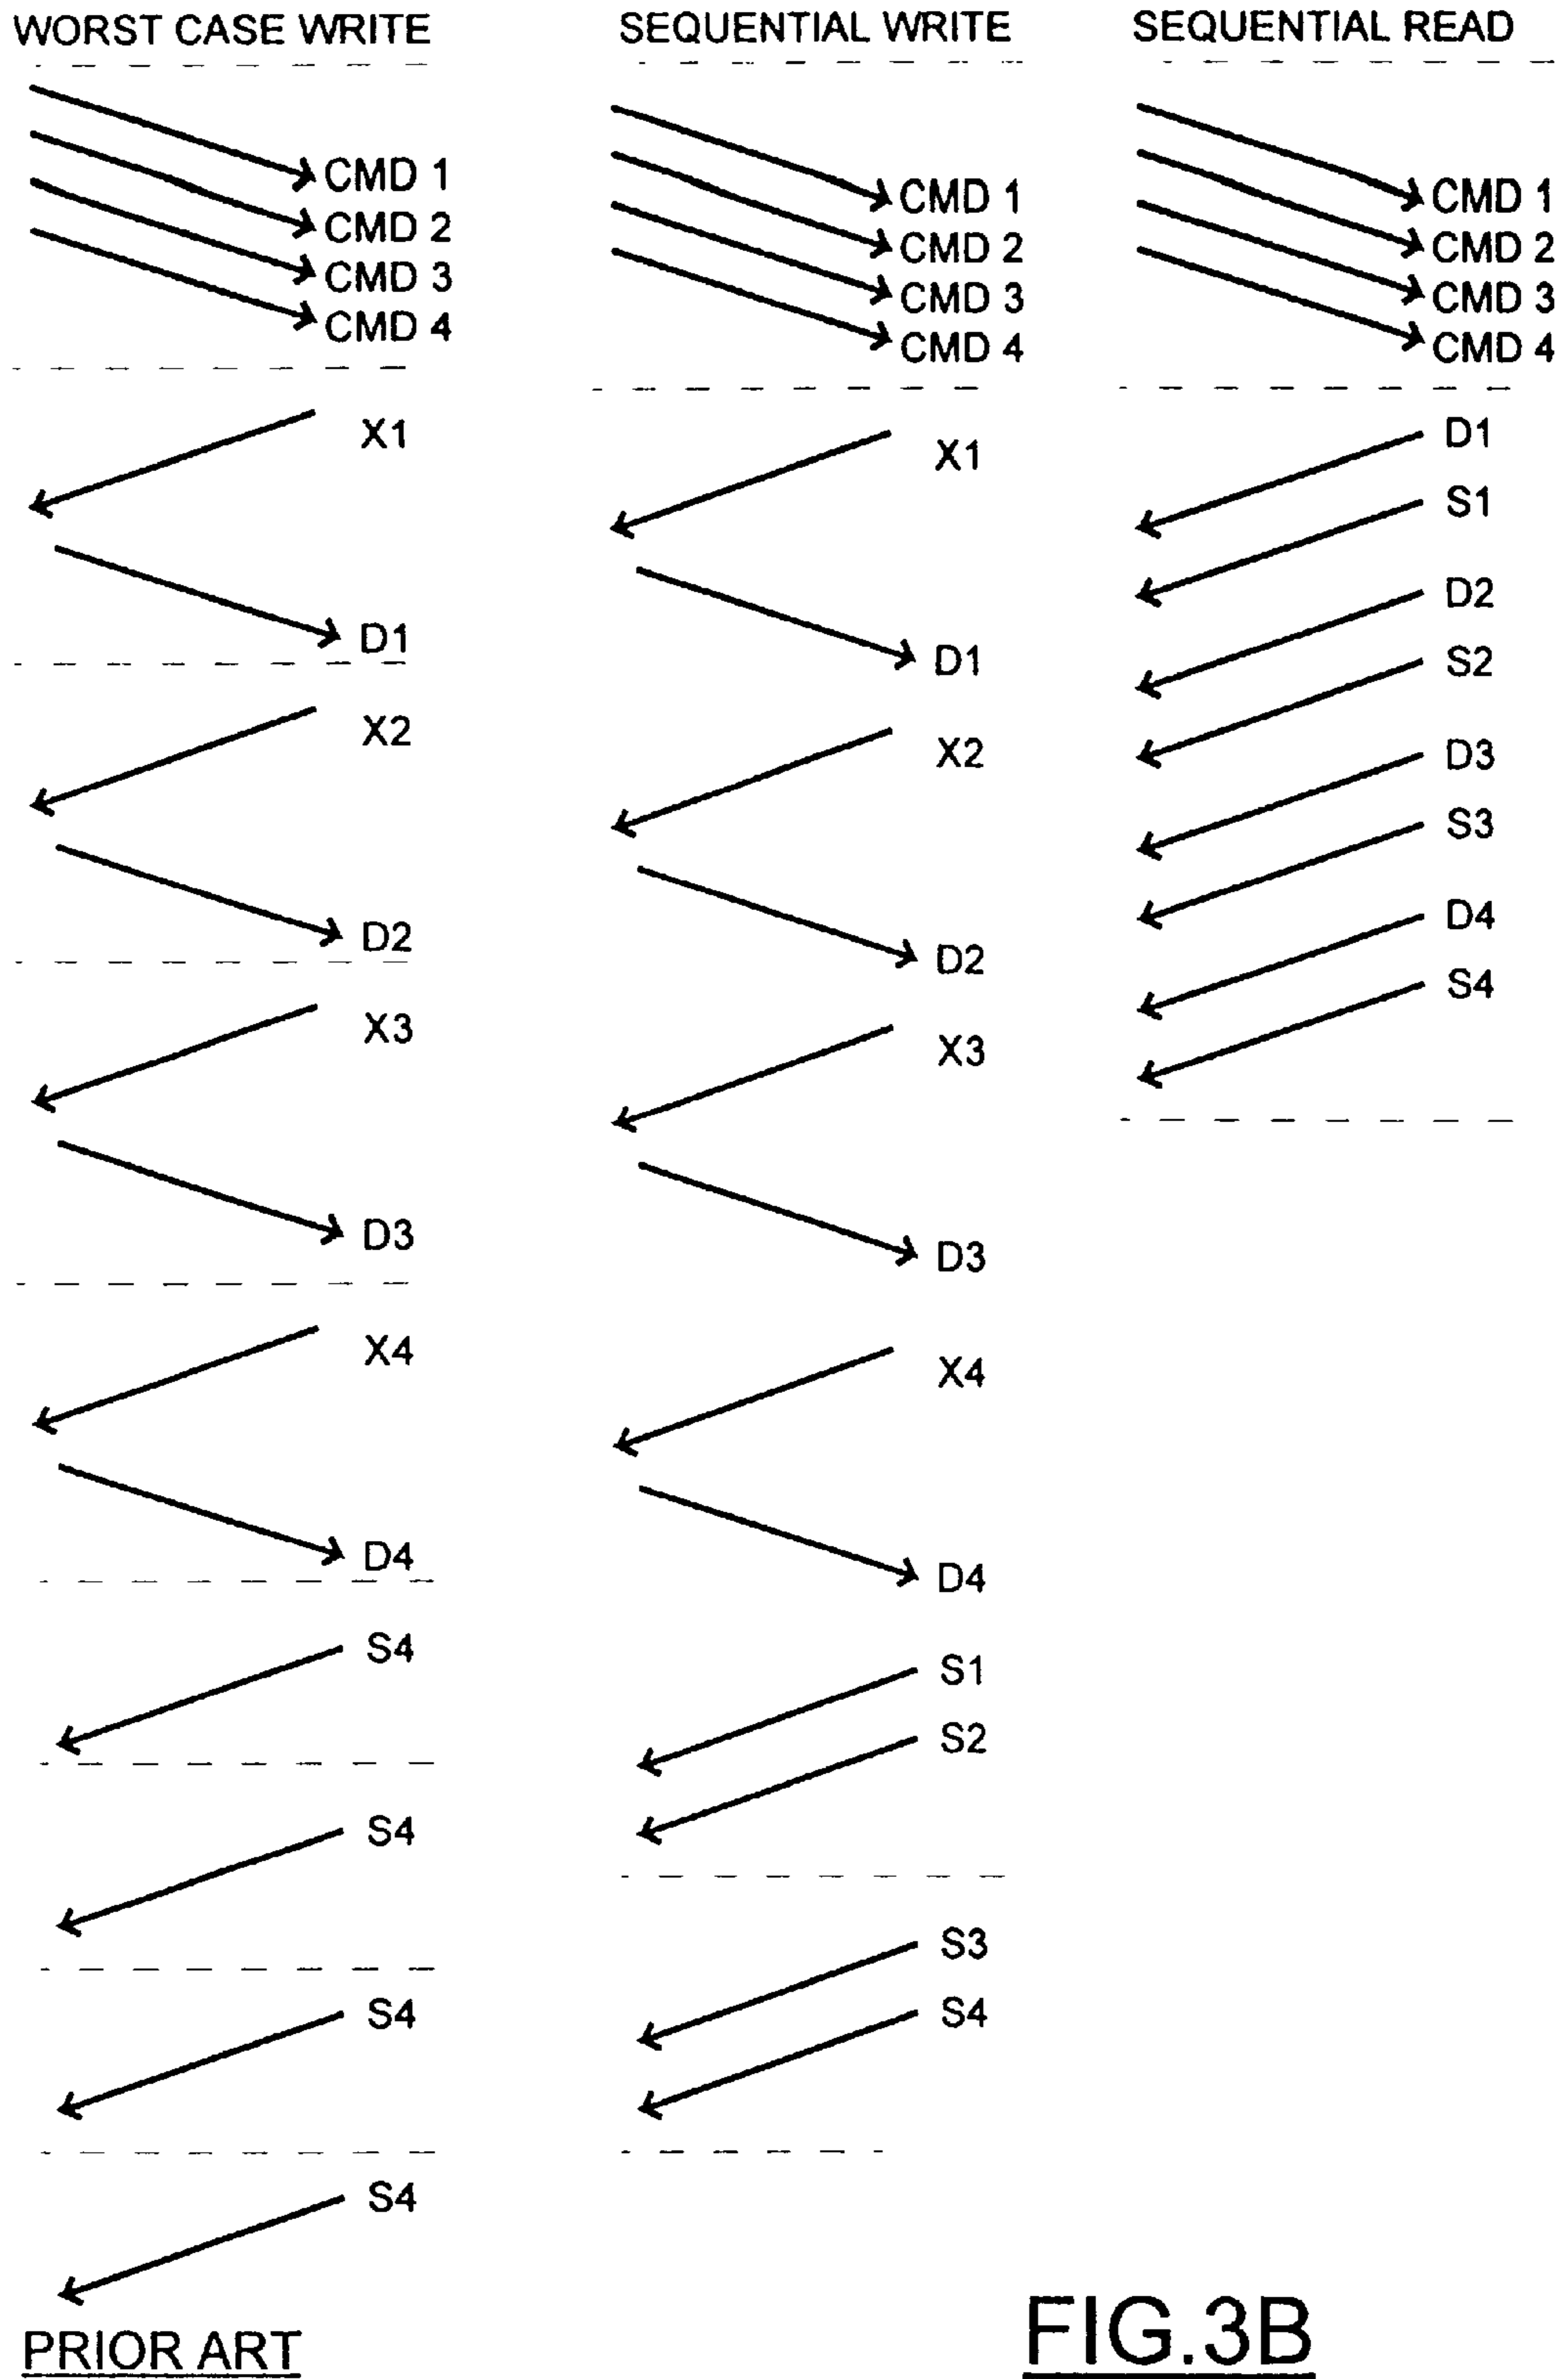 WORST CASE WRITE
CMD 1
CMD 2
CMD 3
CMD 4
X1
D1
X2
D2
X3
D3
X4
D4
S4
S4
S4
S4
PRIOR ART
SEQUENTIAL WRITE
CMD 1
CMD 2
CMD 3
CMD 4
X1
D1
X2
D2
X3
D3
X4
D4
S1
S2
S3
S4
SEQUENTIAL READ
CMD 1
CMD 2
CMD 3
CMD 4
D1
S1
D2
S2
D3
S3
D4
S4
FIG.3B